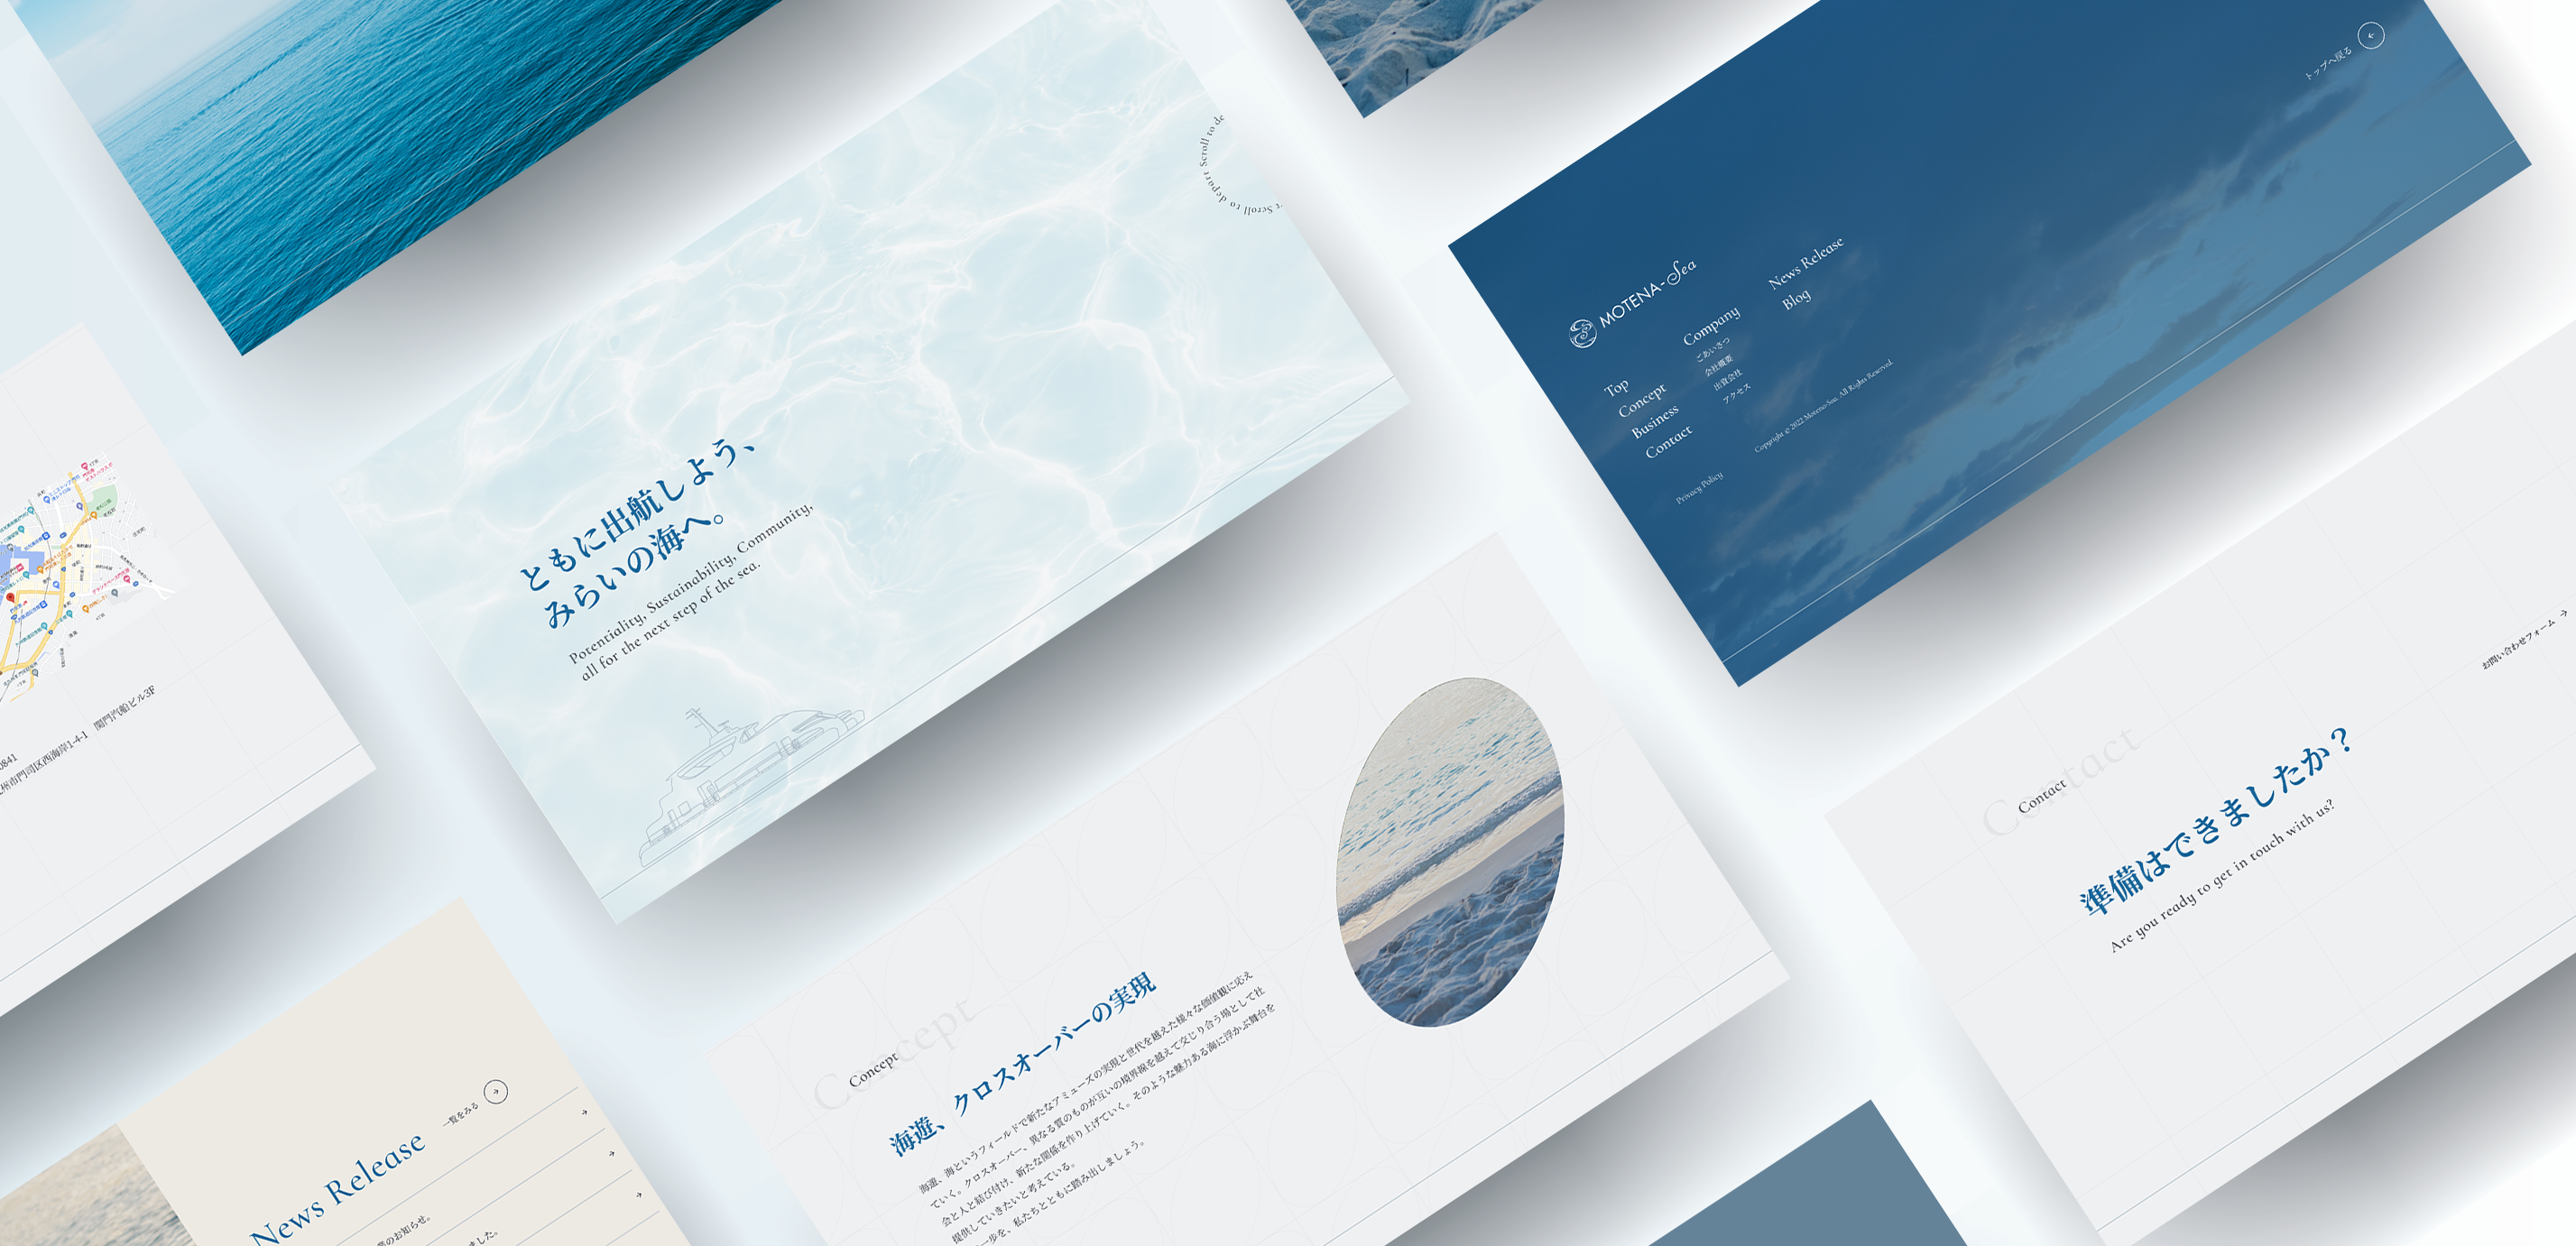 ともに出航しよう、
みらいの海へ。
Potentiality, Sustainability, Community,
all for the next step of the sea.
Scroll to depart Scroll to de
トップへ戻る
MOTENA-Sea
Top
Concept
Business
Contact
Company
ごあいさつ
会社概要
出資会社
アクセス
News Release
Blog
Privacy Policy
Copyright © 2022 Motena-Sea. All Rights Reserved.
0841
州市門司区西海岸1-4-1 関門汽船ビル3F
Concept
Concept
海遊、クロスオーバーの実現
海遊、海というフィールドで新たなアミューズの実現と世代を越えた様々な価値観に応え
ていく。クロスオーバー、異なる質のものが互いの境界線を越えて交じり合う場として社
会と人と結び付け、新たな関係を作り上げていく。そのような魅力ある海に浮かぶ舞台を
提供していきたいと考えている。
一歩を、私たちとともに踏み出しましょう。
Contact
Contact
準備はできましたか？
Are you ready to get in touch with us?
お問い合わせフォーム
News Release
一覧をみる
のお知らせ。
ました。